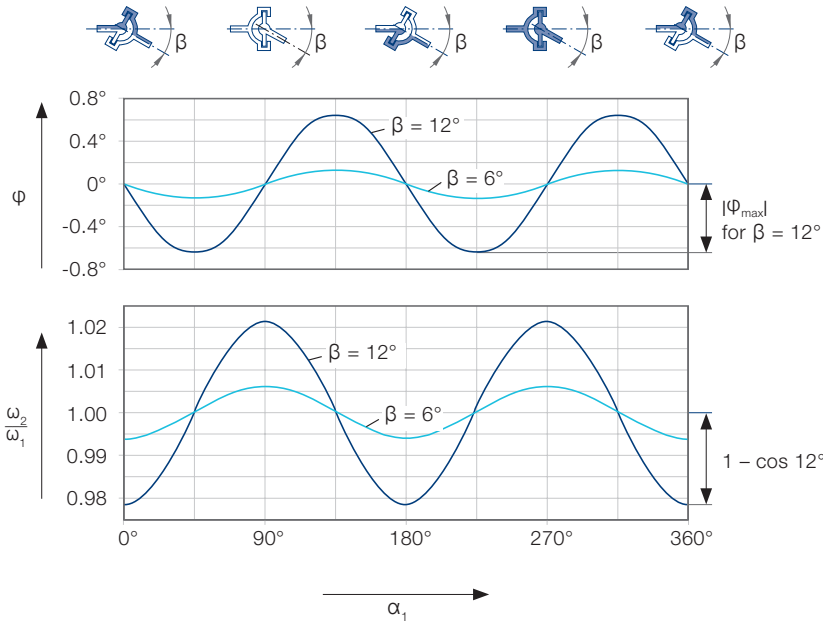 β β β β β
0.8°
0.4°
φ 0°
-0.4°
-0.8°
β = 12°
β = 6°
|φmax|
for β = 12°
1.02
1.01
1.00
0.99
0.98
ω₂
ω₁
β = 12°
β = 6°
1 – cos 12°
0° 90° 180° 270° 360°
α₁